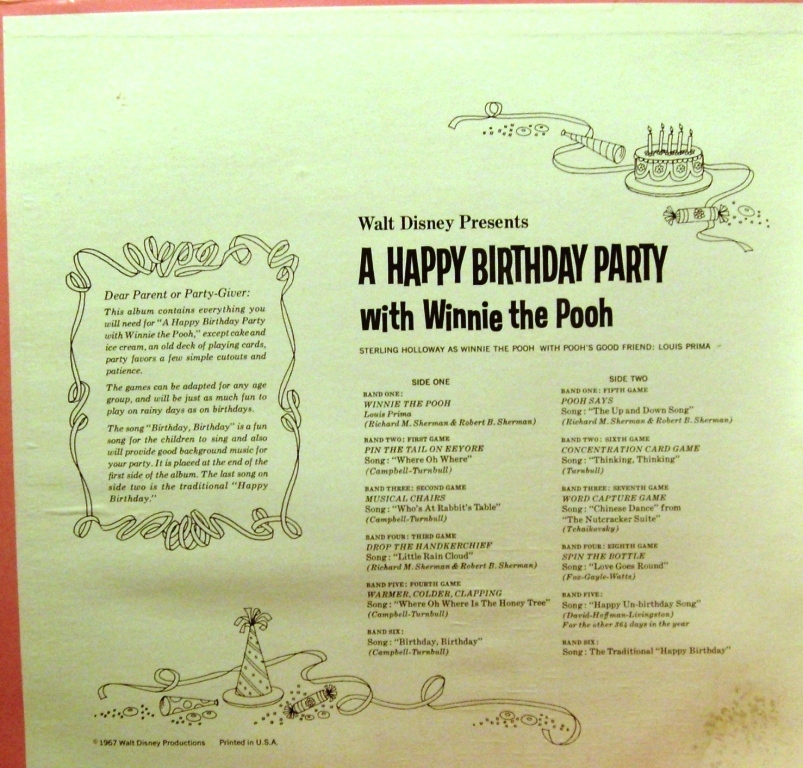 Walt Disney Presents
A HAPPY BIRTHDAY PARTY
with Winnie the Pooh
STERLING HOLLOWAY AS WINNIE THE POOH WITH POOH'S GOOD FRIEND: LOUIS PRIMA
Dear Parent or Party-Giver:
This album contains everything you
will need for "A Happy Birthday Party
with Winnie the Pooh," except cake and
ice cream, an old deck of playing cards,
party favors a few simple cutouts and
patience.
The games can be adapted for any age
group, and will be just as much fun to
play on rainy days as on birthdays.
The song "Birthday, Birthday" is a fun
song for the children to sing and also
will provide good background music for
your party. It is placed at the end of the
first side of the album. The last song on
side two is the traditional "Happy
Birthday."
SIDE ONE
BAND ONE:
WINNIE THE POOH
Louis Prima
(Richard M. Sherman & Robert B. Sherman)
BAND TWO: FIRST GAME
PIN THE TAIL ON EEYORE
Song: "Where Oh Where"
(Campbell-Turnbull)
BAND THREE: SECOND GAME
MUSICAL CHAIRS
Song: "Who's At Rabbit's Table"
(Campbell-Turnbull)
BAND FOUR: THIRD GAME
DROP THE HANDKERCHIEF
Song: "Little Rain Cloud"
(Richard M. Sherman & Robert B. Sherman)
BAND FIVE: FOURTH GAME
WARMER, COLDER, CLAPPING
Song: "Where Oh Where Is The Honey Tree"
(Campbell-Turnbull)
BAND SIX:
Song: "Birthday, Birthday"
(Campbell-Turnbull)
SIDE TWO
BAND ONE: FIFTH GAME
POOH SAYS
Song: "The Up and Down Song"
(Richard M. Sherman & Robert B. Sherman)
BAND TWO: SIXTH GAME
CONCENTRATION CARD GAME
Song: "Thinking, Thinking"
(Turnbull)
BAND THREE: SEVENTH GAME
WORD CAPTURE GAME
Song: "Chinese Dance" from
"The Nutcracker Suite"
(Tchaikovsky)
BAND FOUR: EIGHTH GAME
SPIN THE BOTTLE
Song: "Love Goes Round"
(Fox-Gayle-Watts)
BAND FIVE:
Song: "Happy Un-birthday Song"
(David-Hoffman-Livingston)
For the other 364 days in the year
BAND SIX:
Song: The Traditional "Happy Birthday"
© 1967 Walt Disney Productions Printed in U.S.A.